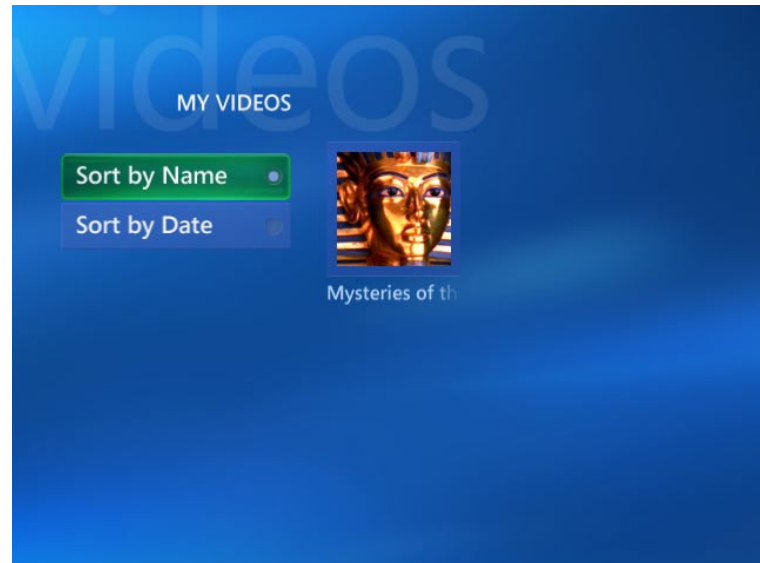 videos
MY VIDEOS
Sort by Name
Sort by Date
Mysteries of th